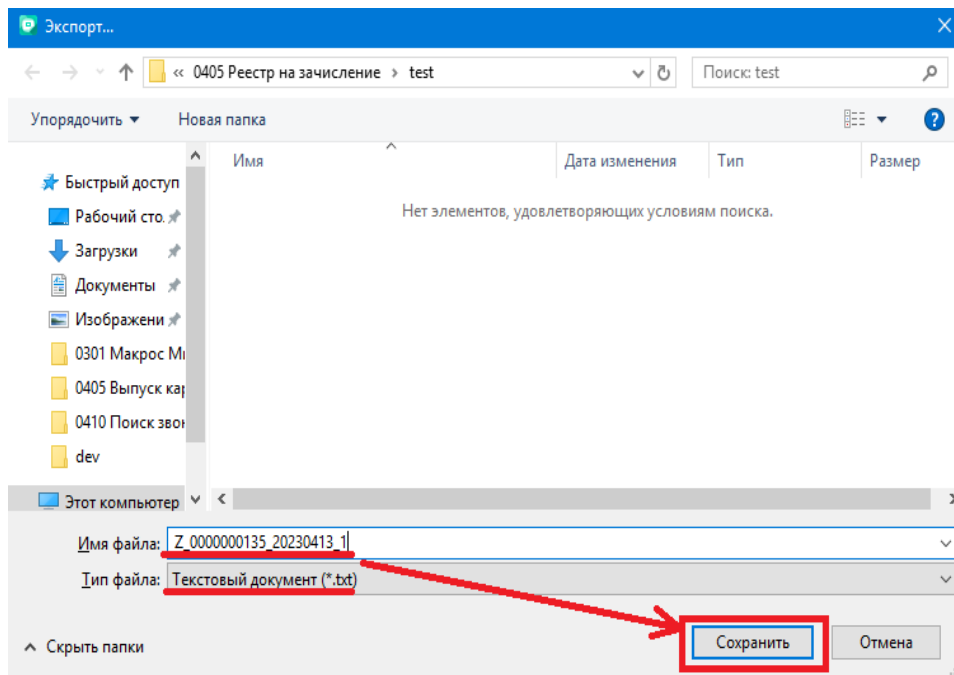 Экспорт...
« 0405 Реестр на зачисление › test
Поиск: test
Упорядочить
Новая папка
Имя
Дата изменения
Тип
Размер
Быстрый доступ
Нет элементов, удовлетворяющих условиям поиска.
Рабочий сто.
Загрузки
Документы
Изображени
0301 Макрос Ми
0405 Выпуск кар
0410 Поиск звон
dev
Этот компьютер
Имя файла: Z_0000000135_20230413_1
Тип файла: Текстовый документ (*.txt)
Скрыть папки
Сохранить
Отмена